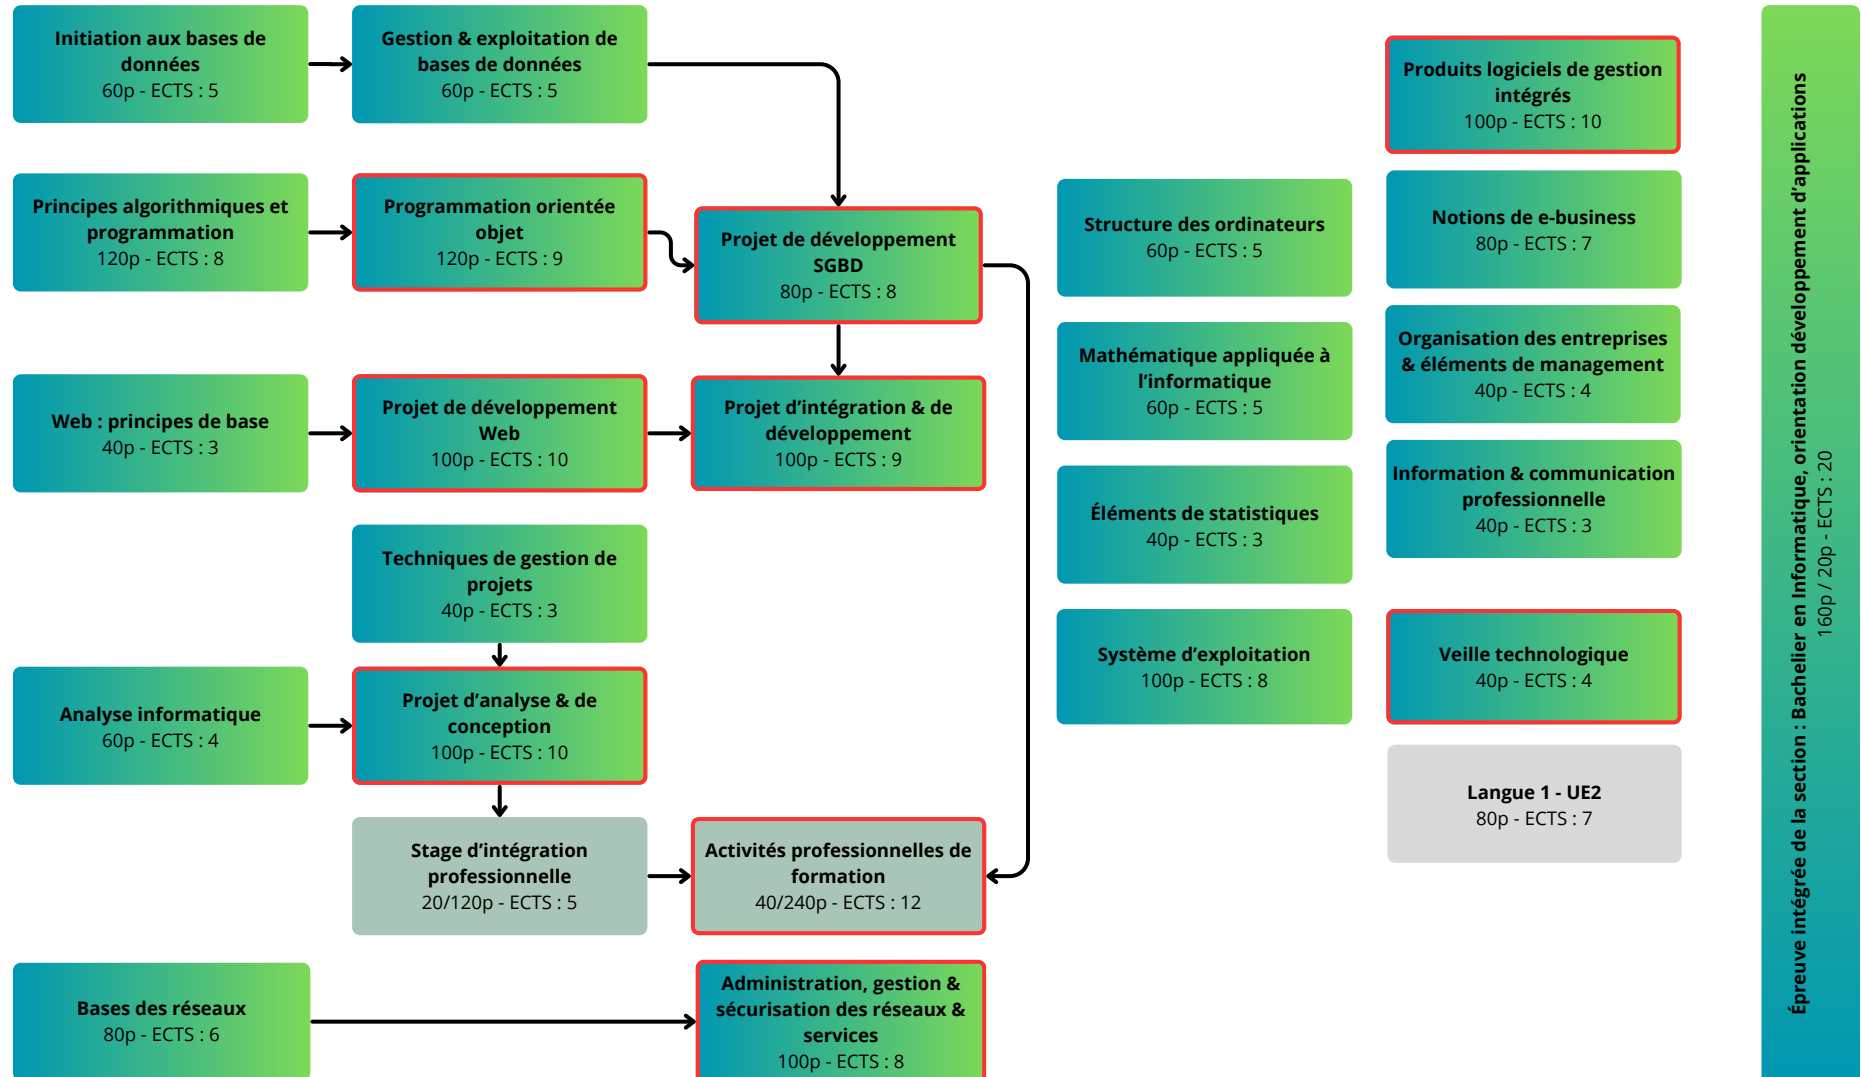 Initiation aux bases de
données
60p - ECTS : 5
Gestion & exploitation de
bases de données
60p - ECTS : 5
Principes algorithmiques et
programmation
120p - ECTS : 8
Programmation orientée
objet
120p - ECTS : 9
Projet de développement
SGBD
80p - ECTS : 8
Web : principes de base
40p - ECTS : 3
Projet de développement
Web
100p - ECTS : 10
Projet d’intégration & de
développement
100p - ECTS : 9
Techniques de gestion de
projets
40p - ECTS : 3
Analyse informatique
60p - ECTS : 4
Projet d’analyse & de
conception
100p - ECTS : 10
Stage d’intégration
professionnelle
20/120p - ECTS : 5
Activités professionnelles de
formation
40/240p - ECTS : 12
Bases des réseaux
80p - ECTS : 6
Administration, gestion &
sécurisation des réseaux &
services
100p - ECTS : 8
Structure des ordinateurs
60p - ECTS : 5
Mathématique appliquée à
l’informatique
60p - ECTS : 5
Éléments de statistiques
40p - ECTS : 3
Système d’exploitation
100p - ECTS : 8
Produits logiciels de gestion
intégrés
100p - ECTS : 10
Notions de e-business
80p - ECTS : 7
Organisation des entreprises
& éléments de management
40p - ECTS : 4
Information & communication
professionnelle
40p - ECTS : 3
Veille technologique
40p - ECTS : 4
Langue 1 - UE2
80p - ECTS : 7
Épreuve intégrée de la section : Bachelier en Informatique, orientation développement d’applications
160p / 20p - ECTS : 20